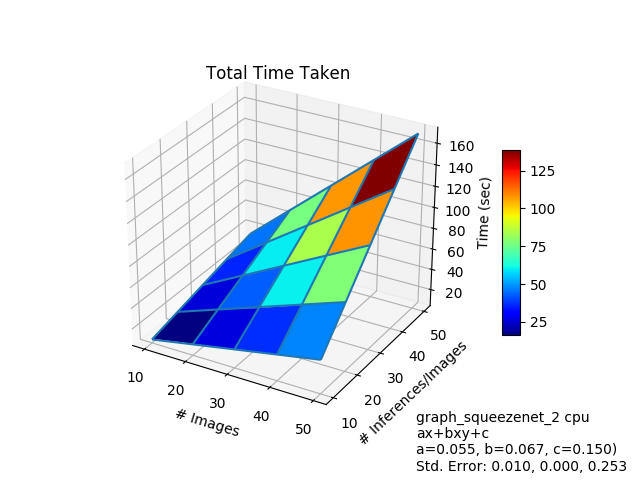 Total Time Taken
160
140
120
100
80
60
40
20
Time (sec)
125
100
75
50
25
10
20
30
40
50
# Images
10
20
30
40
50
# Inferences/Images
graph_squeezenet_2 cpu
ax+bxy+c
a=0.055, b=0.067, c=0.150)
Std. Error: 0.010, 0.000, 0.253